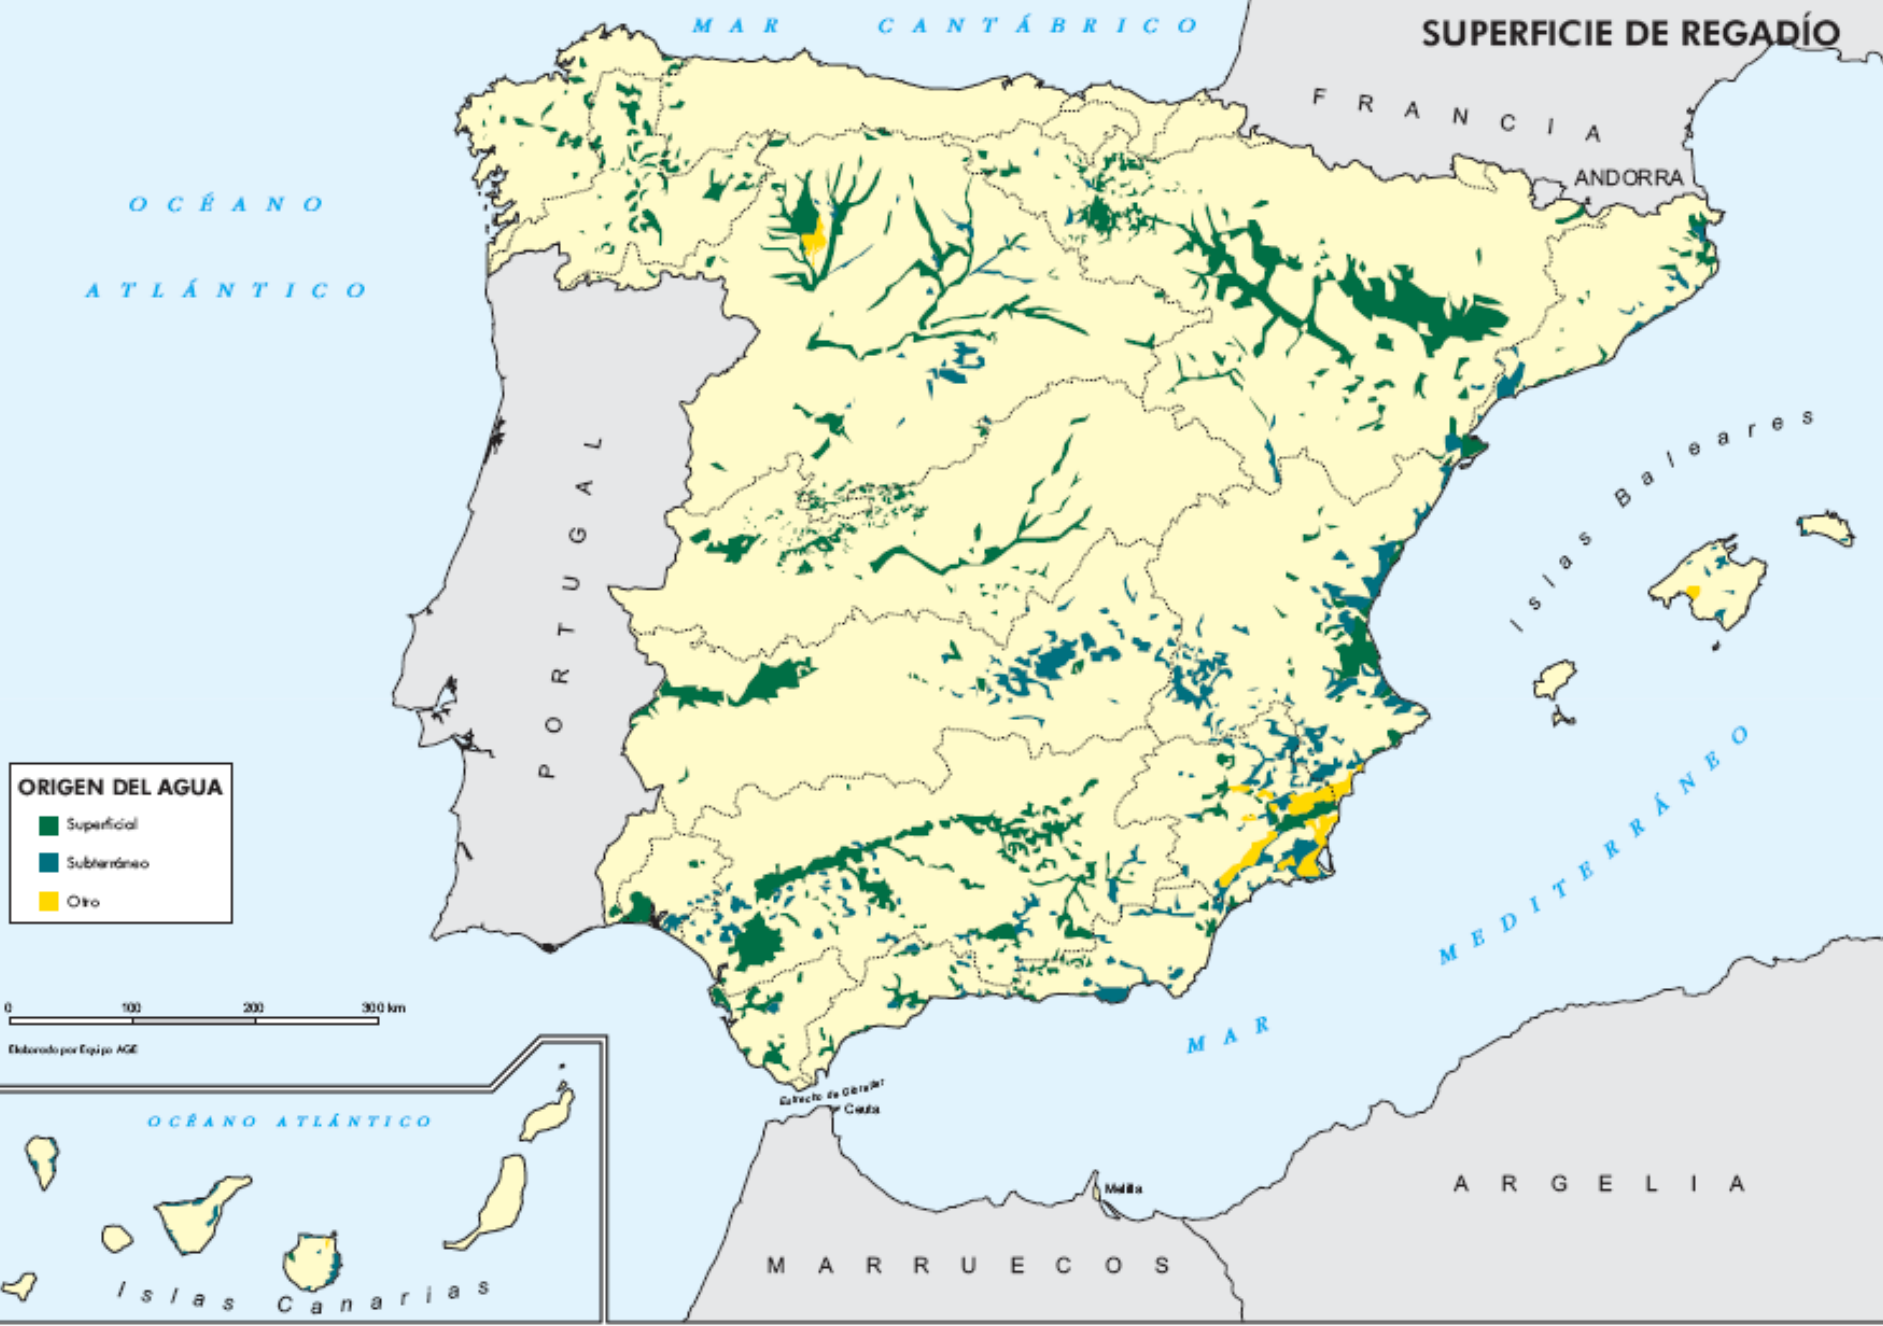 MAR CANTÁBRICO
SUPERFICIE DE REGADÍO
FRANCIA
ANDORRA
OCÉANO
ATLÁNTICO
Islas Baleares
PORTUGAL
ORIGEN DEL AGUA
Superficial
Subterráneo
Otro
MAR MEDITERRÁNEO
0 100 200 300 km
Elaborado por Equipo AGE
Estrecho de Gibraltar
Ceuta
OCÉANO ATLÁNTICO
Melilla
ARGELIA
MARRUECOS
Islas Canarias